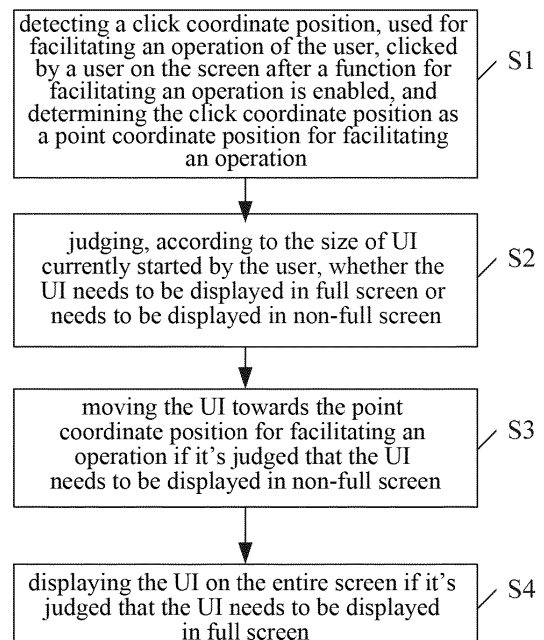 detecting a click coordinate position, used for
facilitating an operation of the user, clicked
by a user on the screen after a function for
facilitating an operation is enabled, and
determining the click coordinate position as
a point coordinate position for facilitating
an operation
S1
judging, according to the size of UI
currently started by the user, whether the
UI needs to be displayed in full screen or
needs to be displayed in non-full screen
S2
moving the UI towards the point
coordinate position for facilitating an
operation if it's judged that the UI
needs to be displayed in non-full screen
S3
displaying the UI on the entire screen if it's
judged that the UI needs to be displayed
in full screen
S4